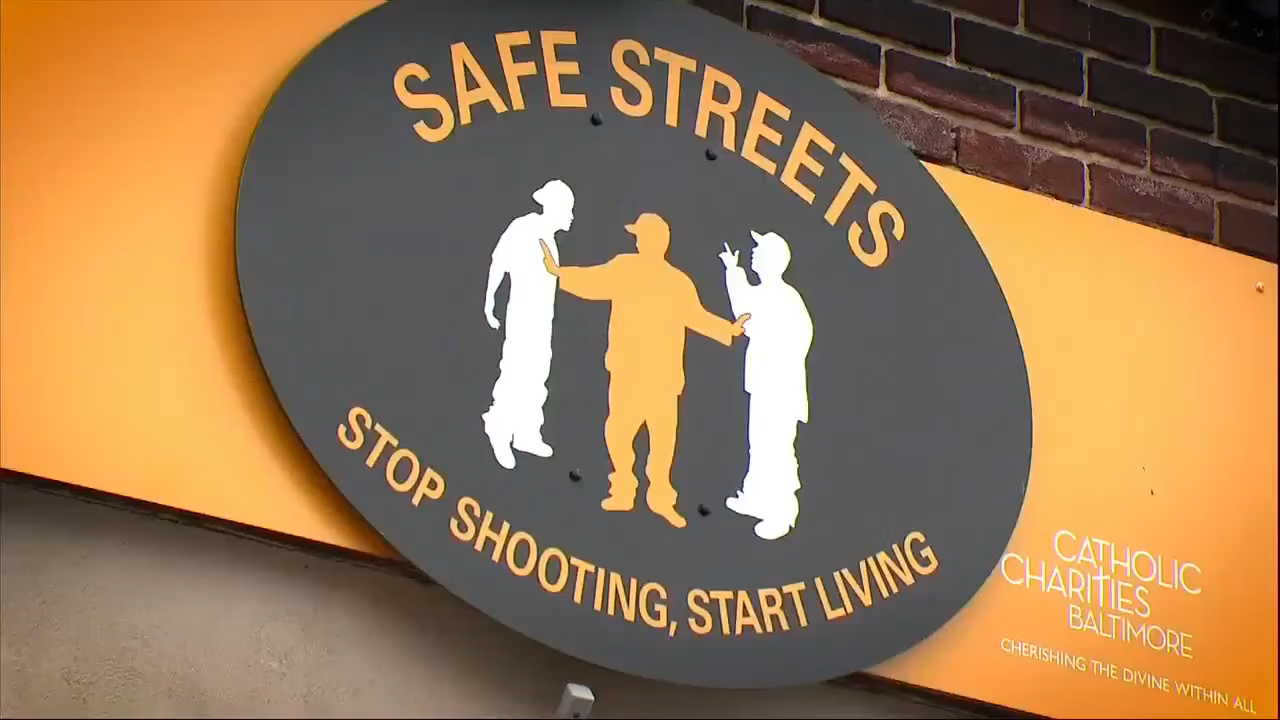 SAFE STREETS
STOP SHOOTING, START LIVING
CATHOLIC
CHARITIES
BALTIMORE
CHERISHING THE DIVINE WITHIN ALL